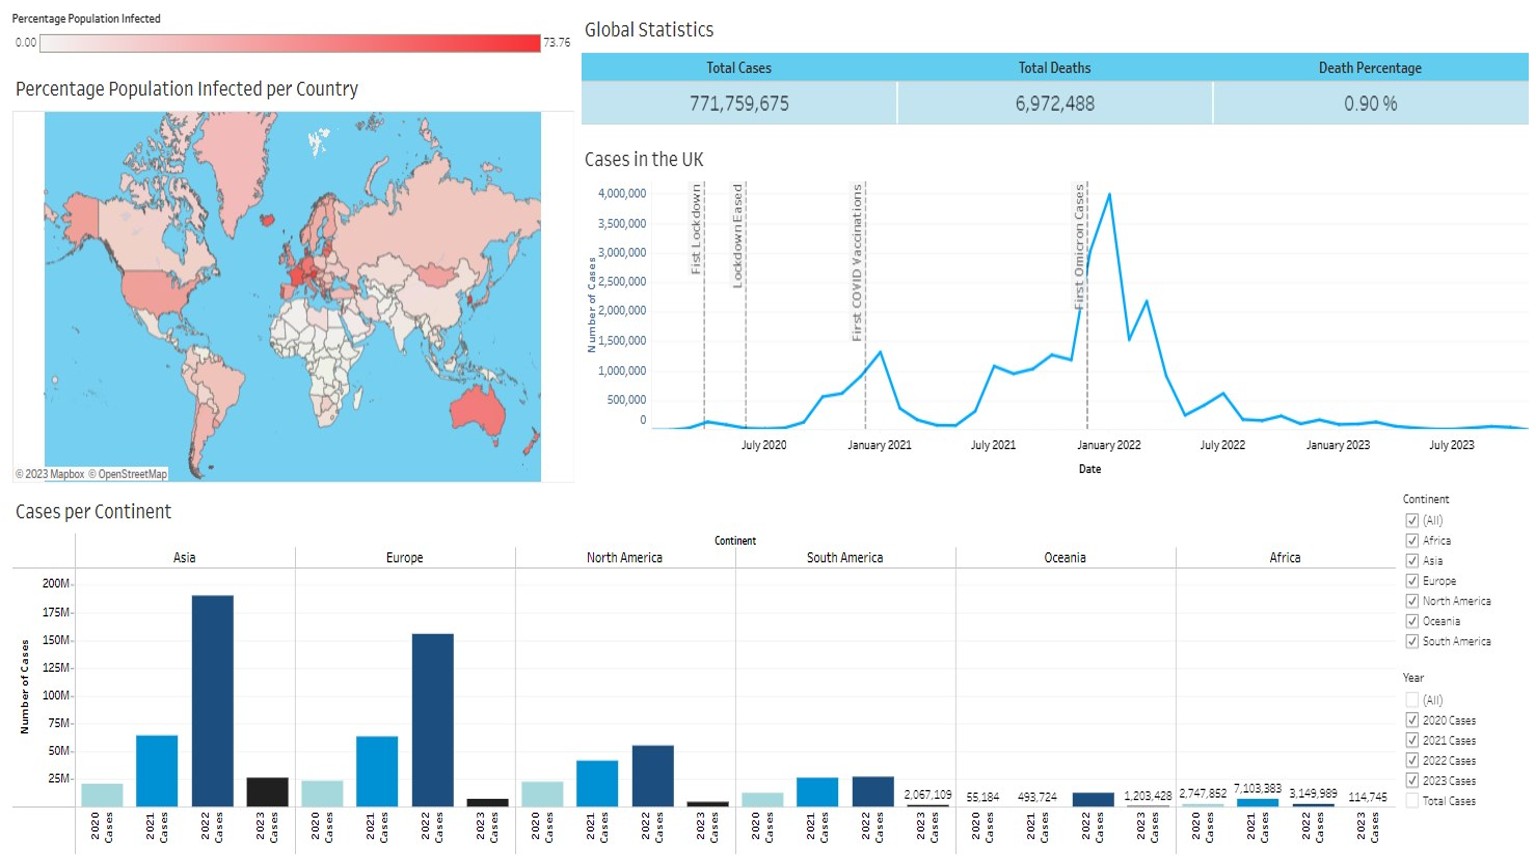 Percentage Population Infected
0.00
73.76
Percentage Population Infected per Country
© 2023 Mapbox © OpenStreetMap
Global Statistics
Total Cases
Total Deaths
Death Percentage
771,759,675
6,972,488
0.90 %
Cases in the UK
Number of Cases
4,000,000
3,500,000
3,000,000
2,500,000
2,000,000
1,500,000
1,000,000
500,000
0
Fist Lockdown
Lockdown Eased
First COVID Vaccinations
First Omicron Cases
July 2020
January 2021
July 2021
January 2022
July 2022
January 2023
July 2023
Date
Cases per Continent
Continent
Asia
Europe
North America
South America
Oceania
Africa
Number of Cases
200M
175M
150M
125M
100M
75M
50M
25M
2,067,109
55,184
493,724
1,203,428
2,747,852
7,103,383
3,149,989
114,745
2020 Cases
2021 Cases
2022 Cases
2023 Cases
2020 Cases
2021 Cases
2022 Cases
2023 Cases
2020 Cases
2021 Cases
2022 Cases
2023 Cases
2020 Cases
2021 Cases
2022 Cases
2023 Cases
2020 Cases
2021 Cases
2022 Cases
2023 Cases
2020 Cases
2021 Cases
2022 Cases
2023 Cases
Continent
(All)
Africa
Asia
Europe
North America
Oceania
South America
Year
(All)
2020 Cases
2021 Cases
2022 Cases
2023 Cases
Total Cases